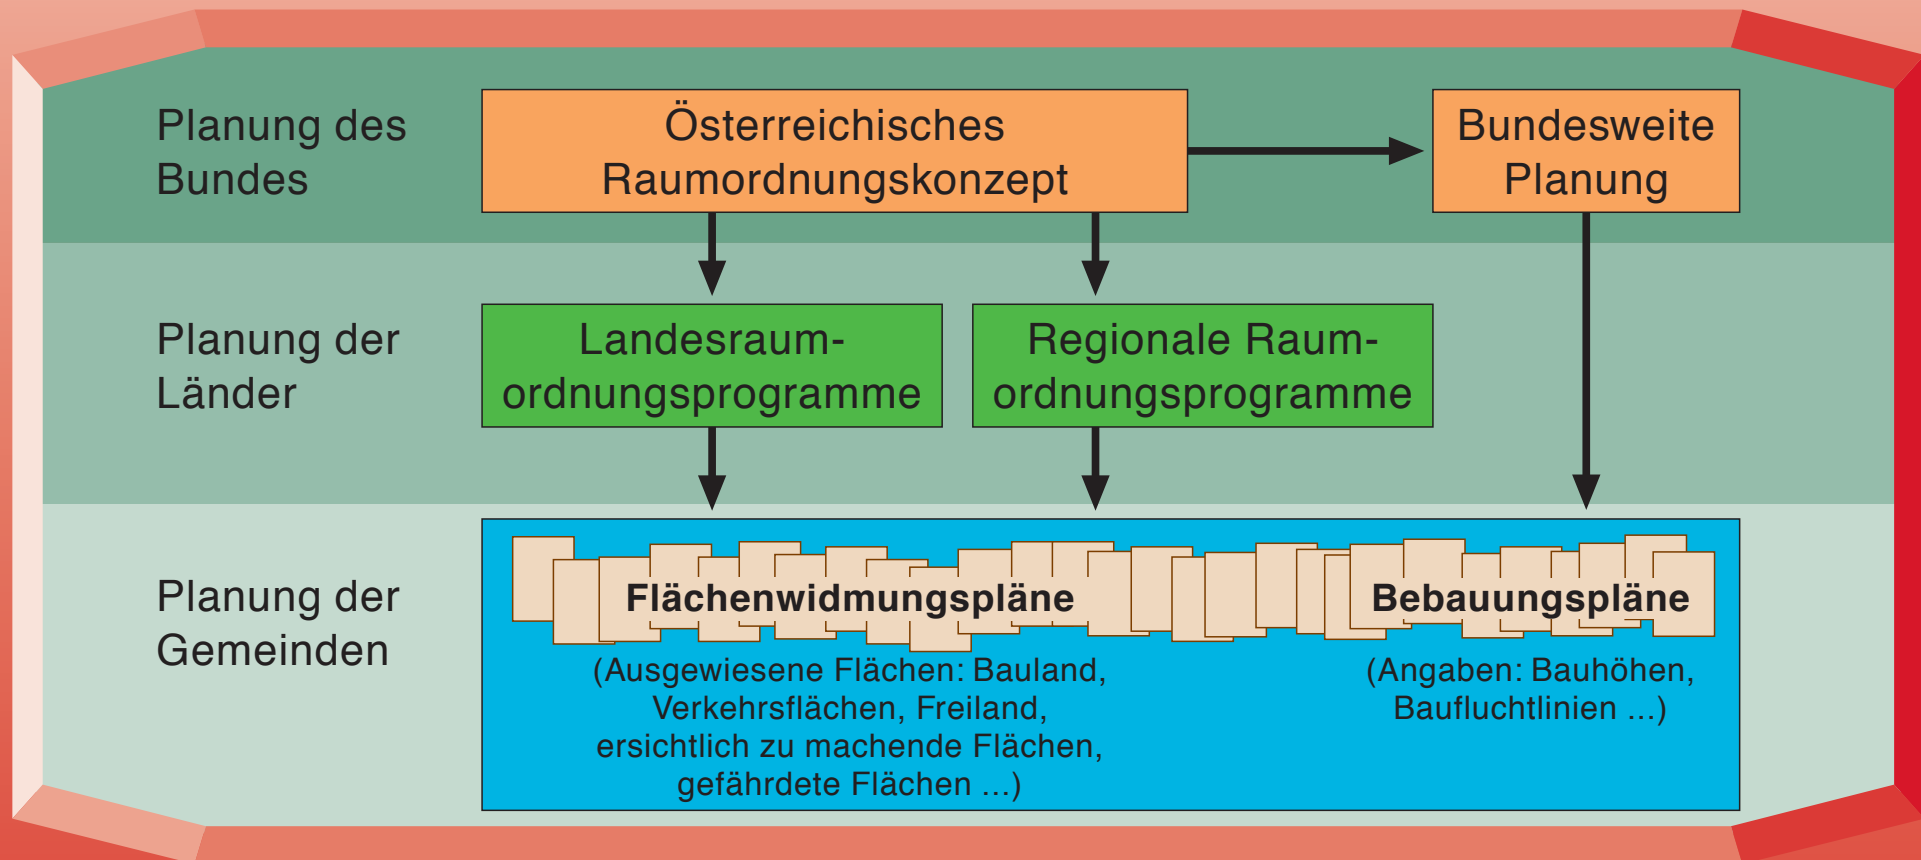 Planung des
Bundes
Österreichisches
Raumordnungskonzept
Bundesweite
Planung
Planung der
Länder
Landesraum-
ordnungsprogramme
Regionale Raum-
ordnungsprogramme
Planung der
Gemeinden
Flächenwidmungspläne
(Ausgewiesene Flächen: Bauland,
Verkehrsflächen, Freiland,
ersichtlich zu machende Flächen,
gefährdete Flächen ...)
Bebauungspläne
(Angaben: Bauhöhen,
Baufluchtlinien ...)